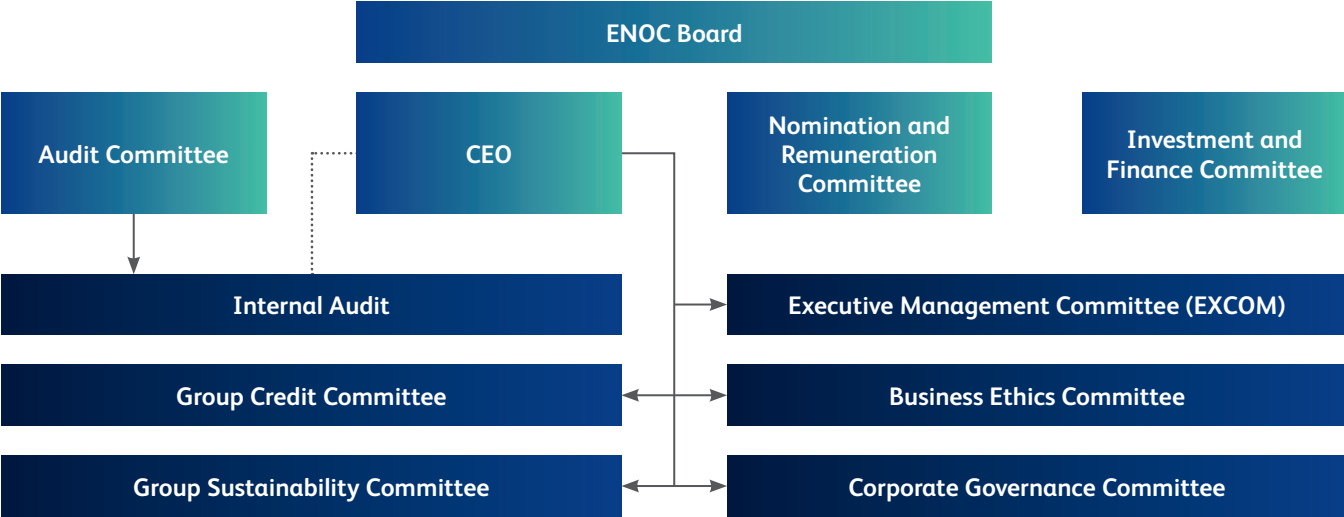 ENOC Board
Audit Committee
CEO
Nomination and
Remuneration
Committee
Investment and
Finance Committee
Internal Audit
Executive Management Committee (EXCOM)
Group Credit Committee
Business Ethics Committee
Group Sustainability Committee
Corporate Governance Committee